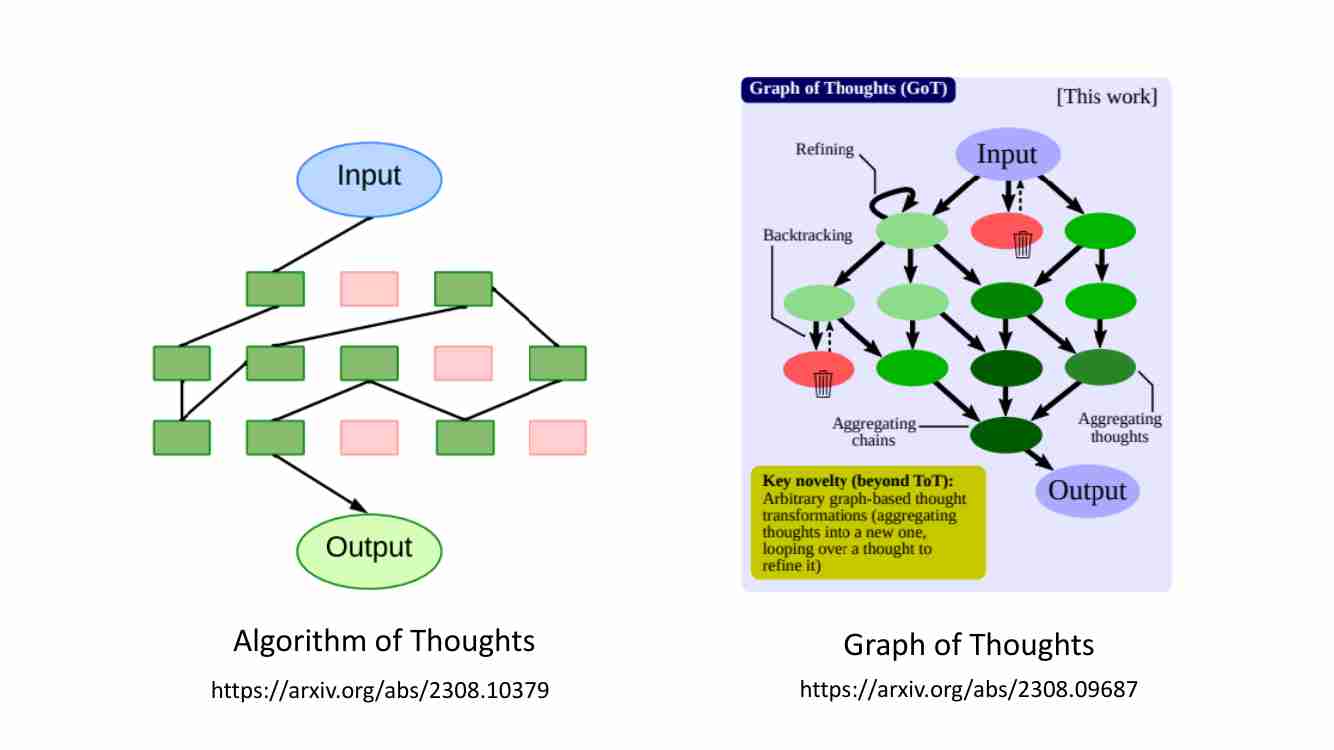 Input
Output
Algorithm of Thoughts
https://arxiv.org/abs/2308.10379
Graph of Thoughts (GoT)
[This work]
Refining
Input
Backtracking
Aggregating
chains
Aggregating
thoughts
Output
Key novelty (beyond ToT):
Arbitrary graph-based thought
transformations (aggregating
thoughts into a new one,
looping over a thought to
refine it)
Graph of Thoughts
https://arxiv.org/abs/2308.09687